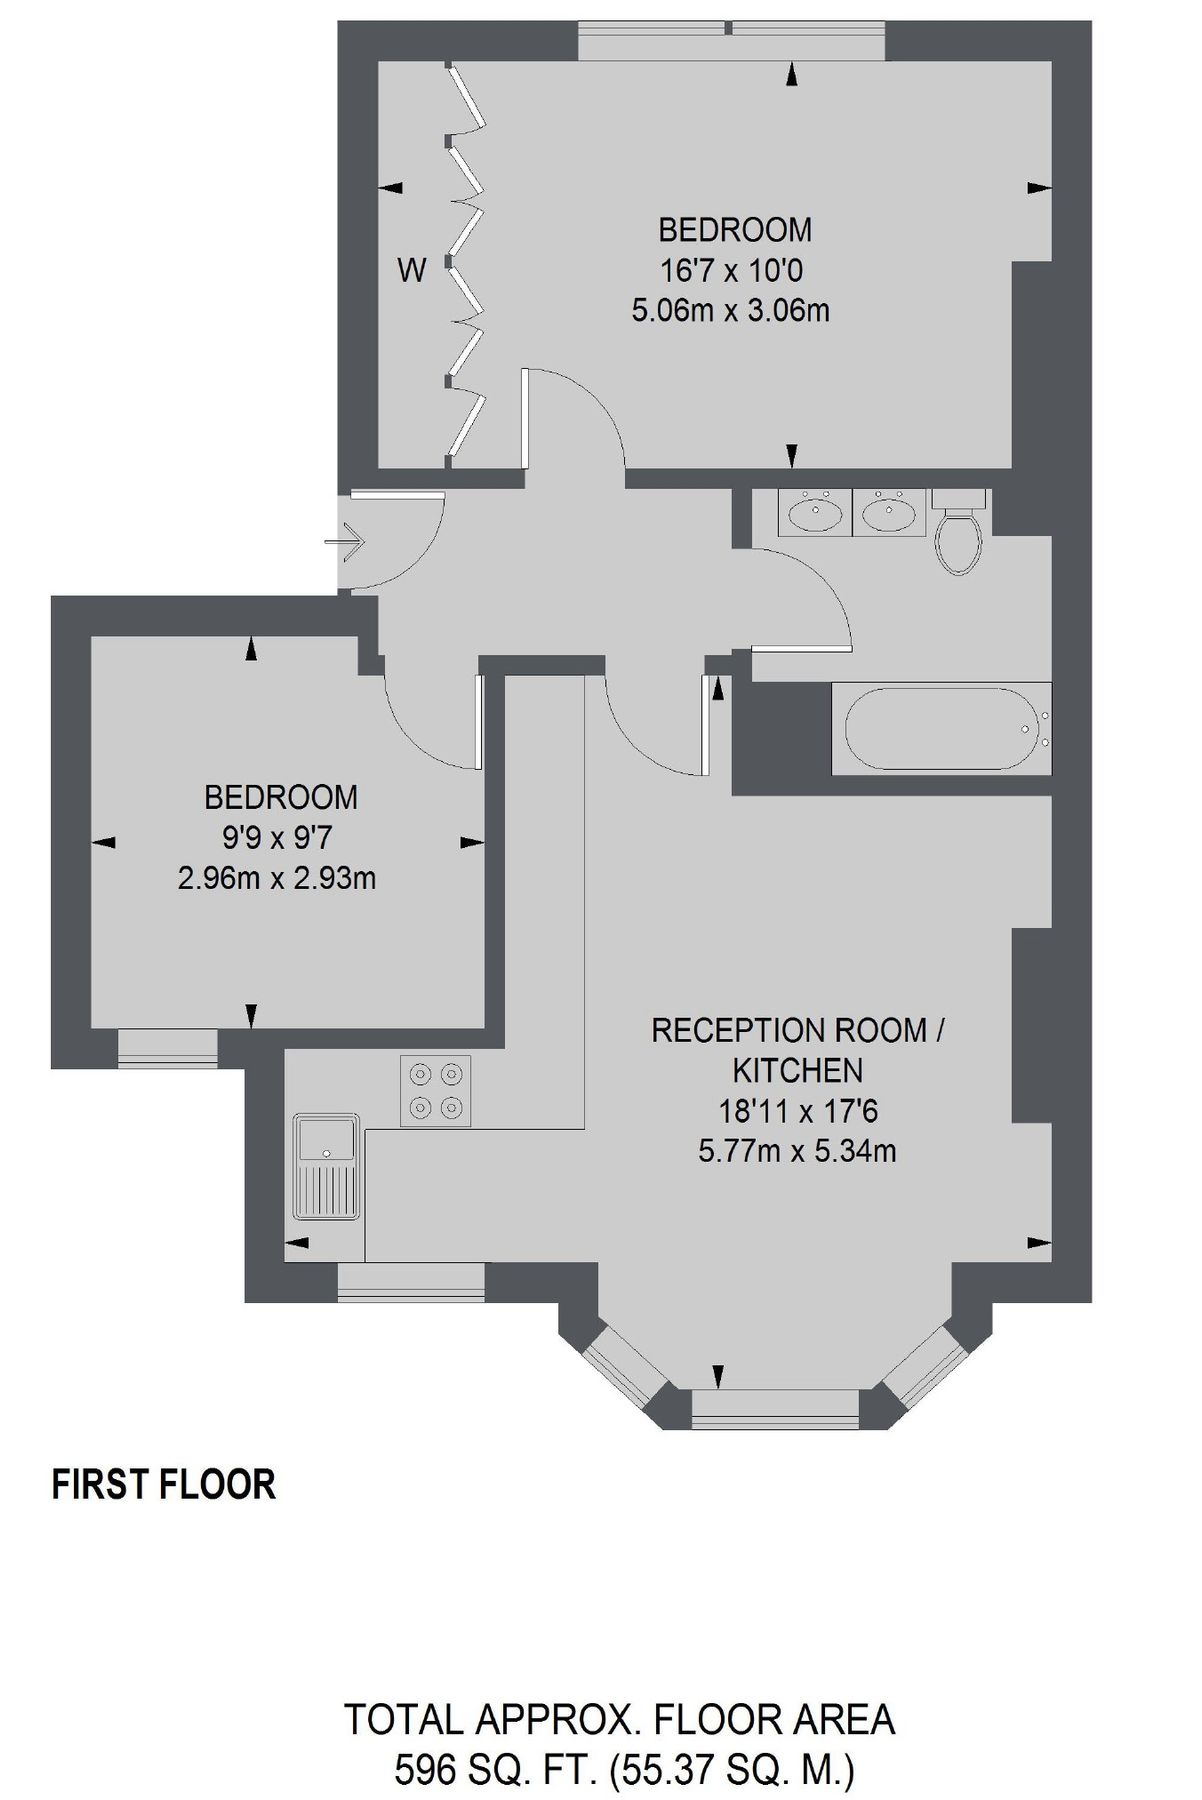 BEDROOM
16'7 x 10'0
5.06m x 3.06m
W
BEDROOM
9'9 x 9'7
2.96m x 2.93m
RECEPTION ROOM /
KITCHEN
18'11 x 17'6
5.77m x 5.34m
FIRST FLOOR
TOTAL APPROX. FLOOR AREA
596 SQ. FT. (55.37 SQ. M.)